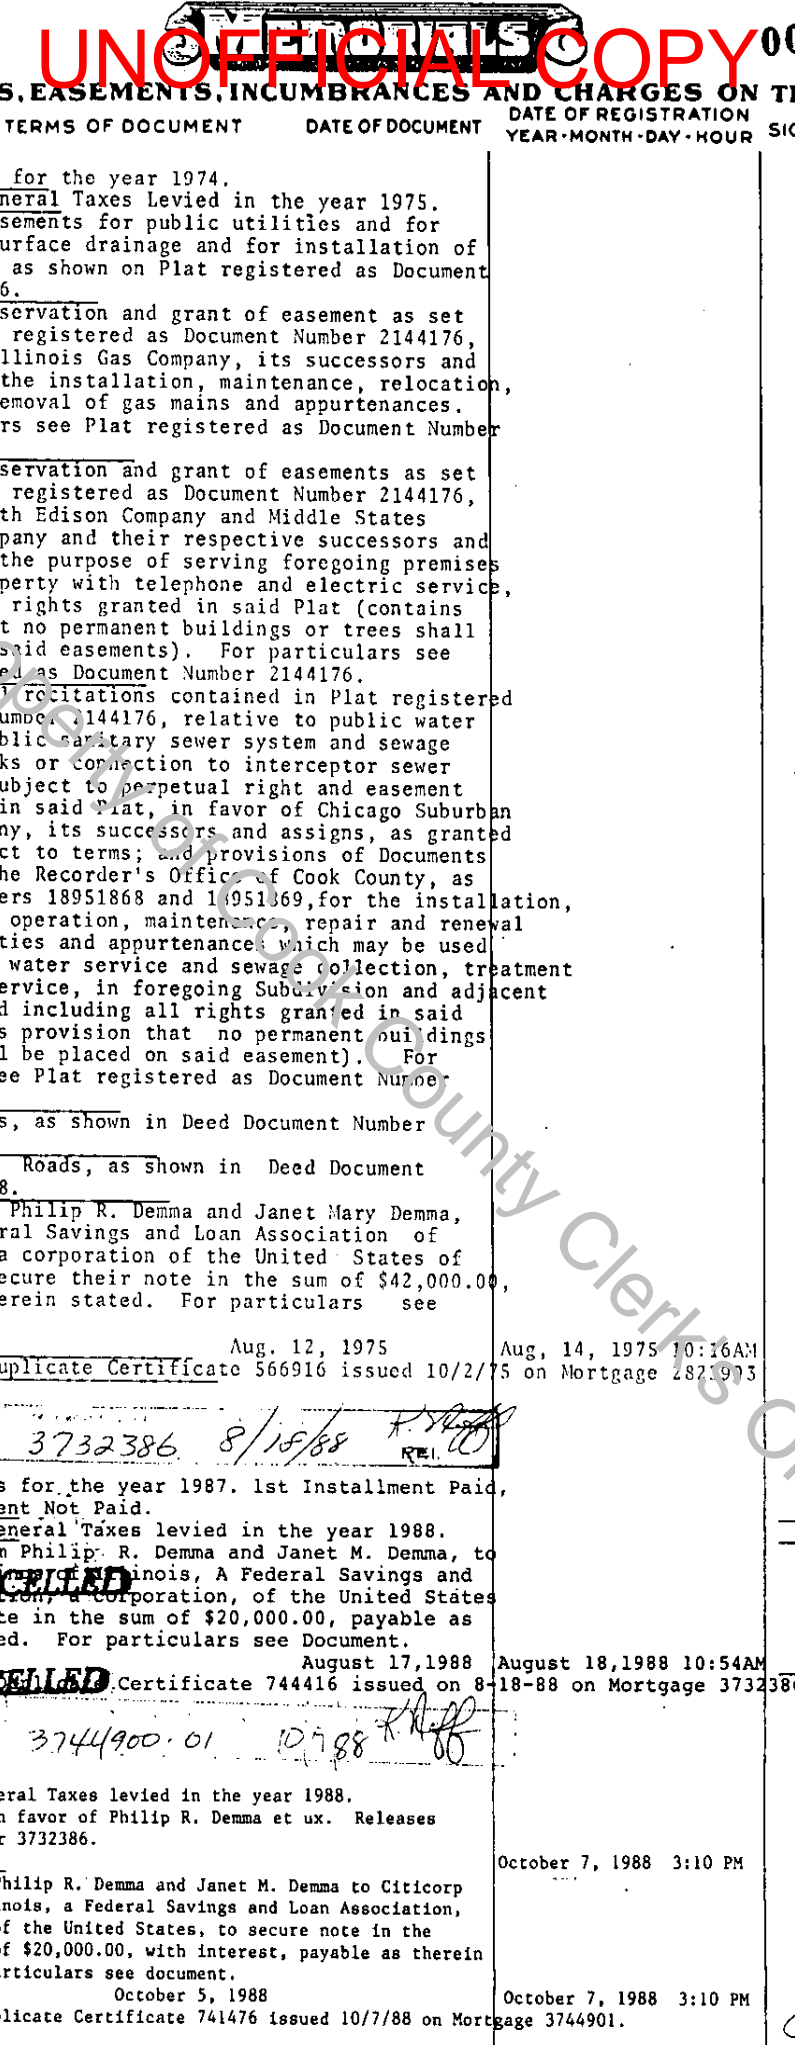 MEMORIALS
UNOFFICIAL COPY
00
S, EASEMENTS, INCUMBRANCES AND CHARGES ON TI
TERMS OF DOCUMENT DATE OF DOCUMENT DATE OF REGISTRATION
YEAR-MONTH-DAY-HOUR SIG
for the year 1974.
neral Taxes Levied in the year 1975.
sements for public utilities and for
urface drainage and for installation of
as shown on Plat registered as Document
6.
servation and grant of easement as set
registered as Document Number 2144176,
llinois Gas Company, its successors and
the installation, maintenance, relocation,
emoval of gas mains and appurtenances.
rs see Plat registered as Document Number
servation and grant of easements as set
registered as Document Number 2144176,
th Edison Company and Middle States
pany and their respective successors and
the purpose of serving foregoing premises
perty with telephone and electric service,
rights granted in said Plat (contains
t no permanent buildings or trees shall
said easements). For particulars see
ed as Document Number 2144176.
l recitations contained in Plat registered
umber 2144176, relative to public water
blic sanitary sewer system and sewage
ks or connection to interceptor sewer
ubject to perpetual right and easement
in said Plat, in favor of Chicago Suburban
ny, its successors and assigns, as granted
ct to terms; and provisions of Documents
he Recorder's Office of Cook County, as
ers 18951868 and 18951869,for the installation,
operation, maintenance, repair and renewal
ties and appurtenances which may be used
water service and sewage collection, treatment
ervice, in foregoing Subdivision and adjacent
d including all rights granted in said
s provision that no permanent buildings
l be placed on said easement). For
ee Plat registered as Document Number
s, as shown in Deed Document Number
Roads, as shown in Deed Document
8.
Philip R. Demma and Janet Mary Demma,
ral Savings and Loan Association of
a corporation of the United States of
ecure their note in the sum of $42,000.00,
erein stated. For particulars see
Aug. 12, 1975 Aug, 14, 1975 10:16AM
uplicate Certificate 566916 issued 10/2/75 on Mortgage 2821903
3732386 8/18/88 REI.
s for the year 1987. 1st Installment Paid,
ent Not Paid.
eneral Taxes levied in the year 1988.
m Philip R. Demma and Janet M. Demma, to
inois, A Federal Savings and
CELLED
tion, a corporation, of the United States
te in the sum of $20,000.00, payable as
ed. For particulars see Document.
August 17,1988 August 18,1988 10:54AM
CELLED Certificate 744416 issued on 8-18-88 on Mortgage 3732386
3744900.01 10 7 88
eral Taxes levied in the year 1988.
n favor of Philip R. Demma et ux. Releases
r 3732386.
October 7, 1988 3:10 PM
hilip R. Demma and Janet M. Demma to Citicorp
nois, a Federal Savings and Loan Association,
f the United States, to secure note in the
f $20,000.00, with interest, payable as therein
rticulars see document.
October 5, 1988 October 7, 1988 3:10 PM
licate Certificate 741476 issued 10/7/88 on Mortgage 3744901.
Property of Cook County Clerk's Of